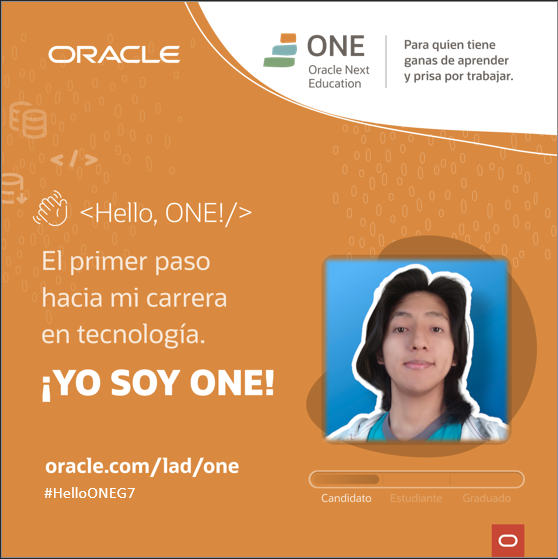 ORACLE
ONE
Oracle Next
Education
Para quien tiene
ganas de aprender
y prisa por trabajar.
</>
<Hello, ONE!/>
El primer paso
hacia mi carrera
en tecnología.
¡YO SOY ONE!
oracle.com/lad/one
#HelloONEG7
Candidato Estudiante Graduado